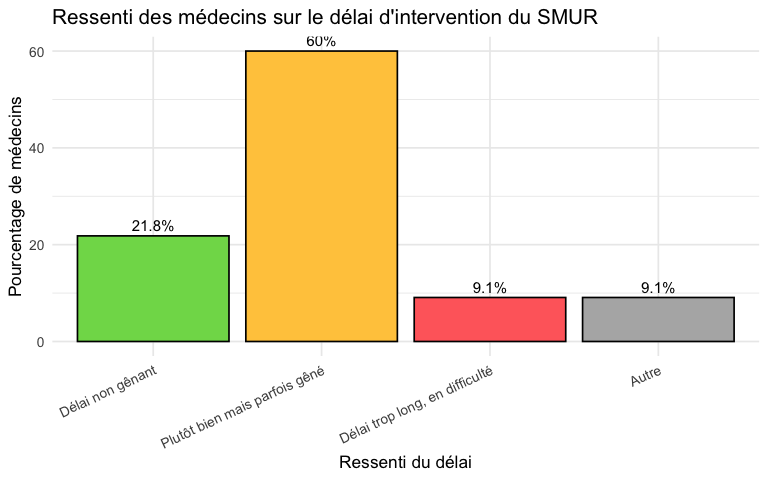 Ressenti des médecins sur le délai d'intervention du SMUR
Pourcentage de médecins
60
40
20
0
21.8%
60%
9.1%
9.1%
Délai non gênant
Plutôt bien mais parfois gêné
Délai trop long, en difficulté
Autre
Ressenti du délai